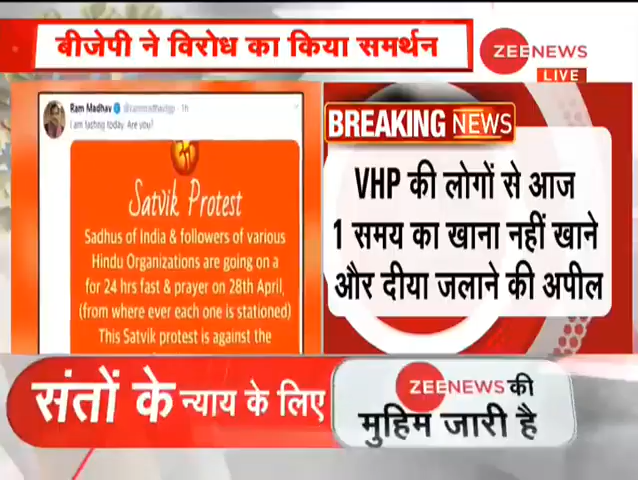 बीजेपी ने विरोध का किया समर्थन
ZEENEWS
LIVE
Ram Madhav @rammadhavbjp · 1h
I am fasting today. Are you?
Satvik Protest
Sadhus of India & followers of various
Hindu Organizations are going on a
for 24 hrs fast & prayer on 28th April,
(from where ever each one is stationed)
This Satvik protest is against the
BREAKING NEWS
VHP की लोगों से आज
1 समय का खाना नहीं खाने
और दीया जलाने की अपील
संतों के न्याय के लिए
ZEENEWS की
मुहिम जारी है